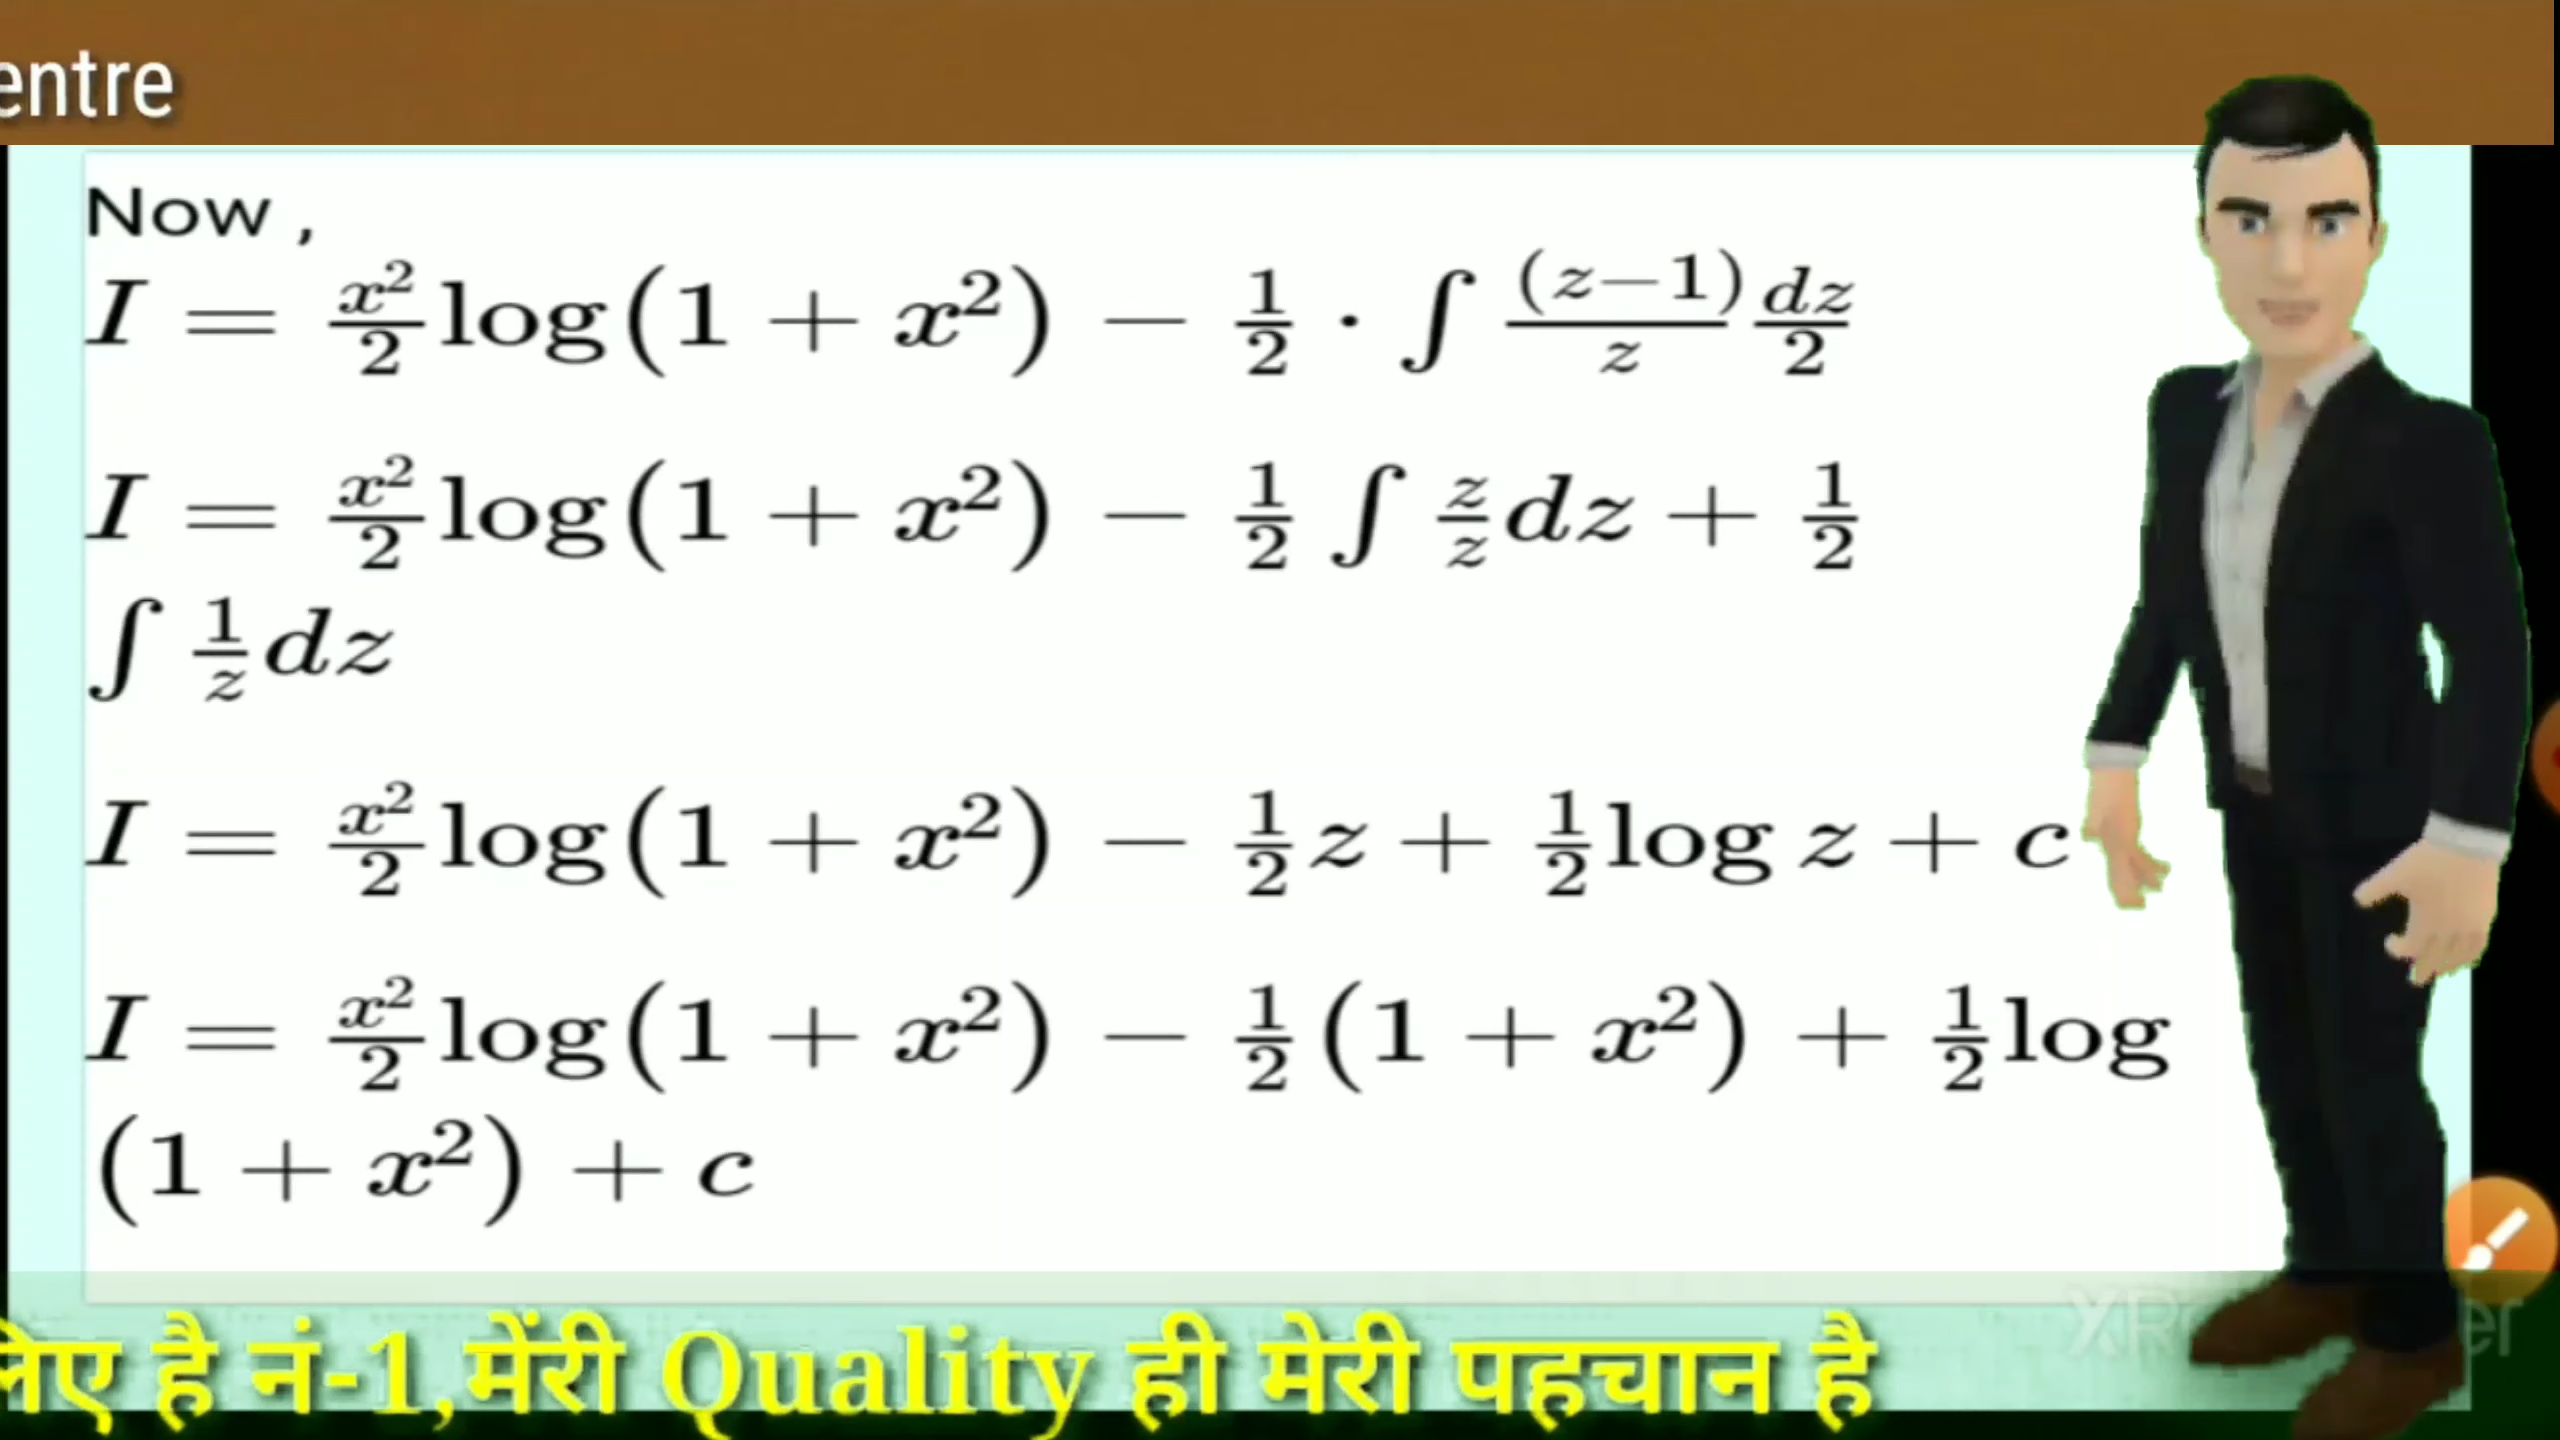 entre
Now ,
I = x²/2 log(1 + x²) − 1/2 · ∫ (z−1)/z dz/2
I = x²/2 log(1 + x²) − 1/2 ∫ z/z dz + 1/2
∫ 1/z dz
I = x²/2 log(1 + x²) − 1/2 z + 1/2 log z + c
I = x²/2 log(1 + x²) − 1/2 (1 + x²) + 1/2 log
(1 + x²) + c
लिए है नं-1,मेंरी Quality ही मेरी पहचान है